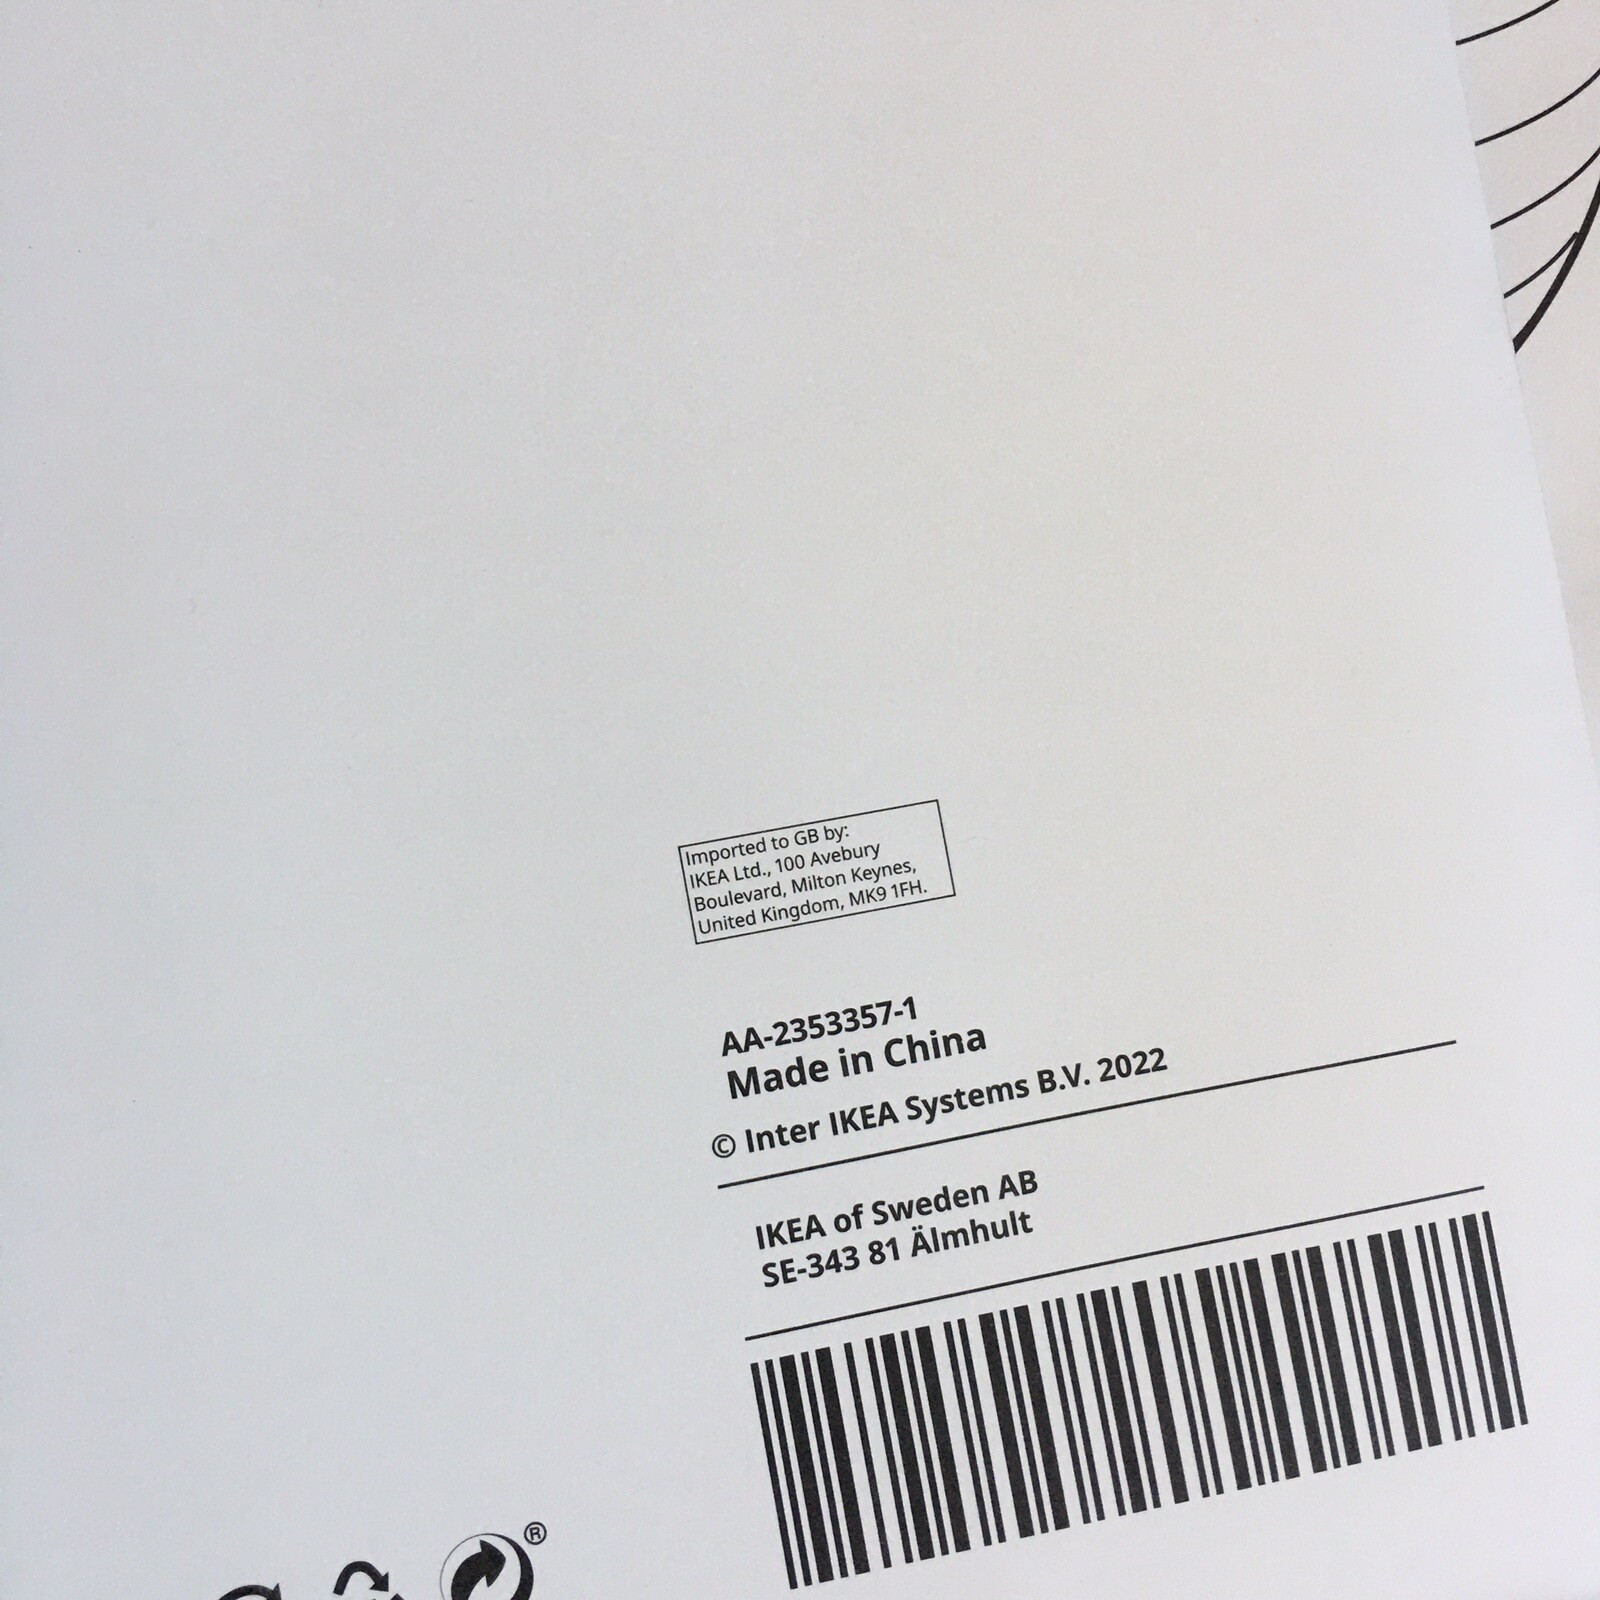 Imported to GB by:
IKEA Ltd., 100 Avebury
Boulevard, Milton Keynes,
United Kingdom, MK9 1FH.
AA-2353357-1
Made in China
© Inter IKEA Systems B.V. 2022
IKEA of Sweden AB
SE-343 81 Älmhult
®